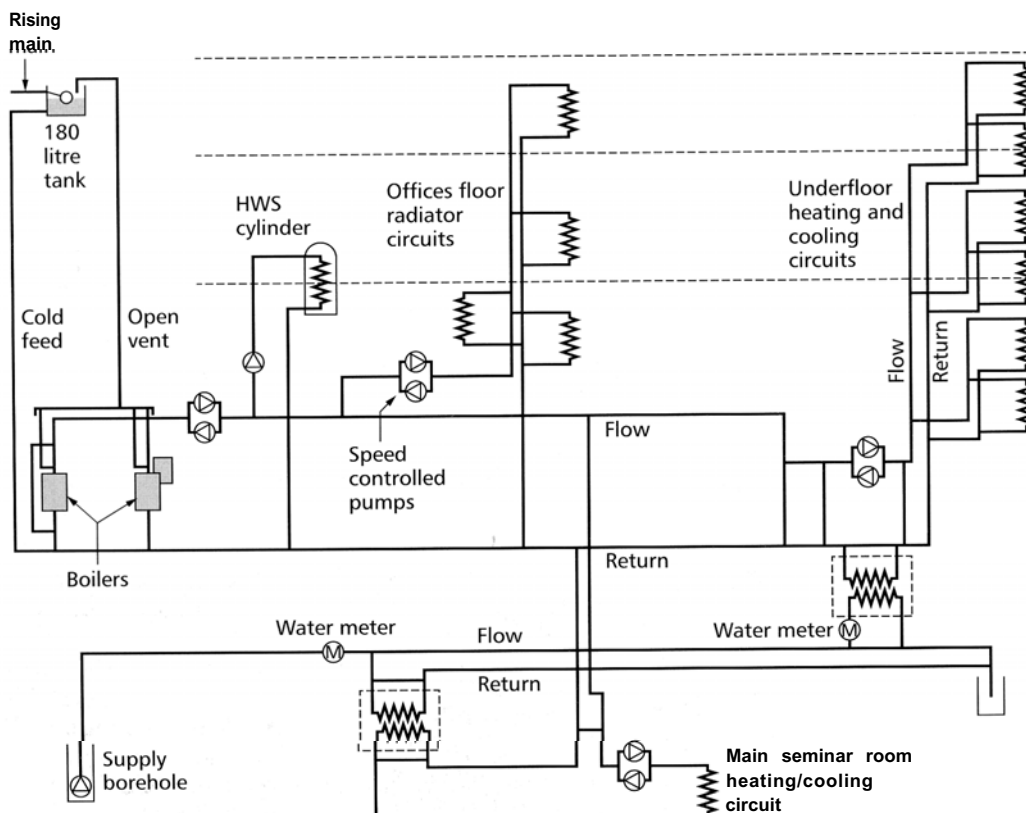 Rising
main
180
litre
tank
HWS
cylinder
Offices floor
radiator
circuits
Underfloor
heating and
cooling
circuits
Cold
feed
Open
vent
Flow
Return
Flow
Speed
controlled
pumps
Return
Boilers
Water meter
Flow
Water meter
M
M
Return
Supply
borehole
Main seminar room
heating/cooling
circuit